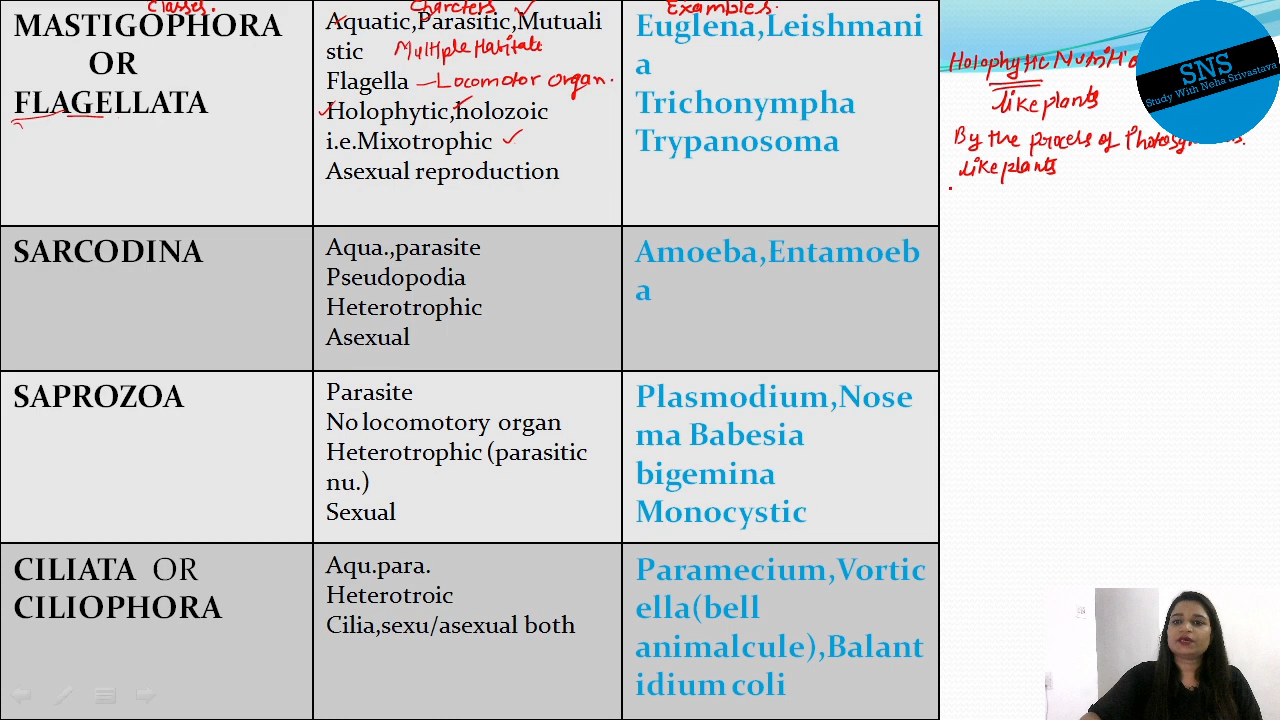 Classes.
Charcters
Examples.
MASTIGOPHORA
OR
FLAGELLATA
Aquatic,Parasitic,Mutuali
stic
Multiple Habitate
Flagella – Locomotor organ.
Holophytic,holozoic
i.e.Mixotrophic
Asexual reproduction
Euglena,Leishmani
a
Trichonympha
Trypanosoma
SARCODINA
Aqua.,parasite
Pseudopodia
Heterotrophic
Asexual
Amoeba,Entamoeb
a
SAPROZOA
Parasite
No locomotory organ
Heterotrophic (parasitic
nu.)
Sexual
Plasmodium,Nose
ma Babesia
bigemina
Monocystic
CILIATA OR
CILIOPHORA
Aqu.para.
Heterotroic
Cilia,sexu/asexual both
Paramecium,Vortic
ella(bell
animalcule),Balant
idium coli
Holophytic
like plants
By the process of
like plants
SNS
Study With Neha Srivastava